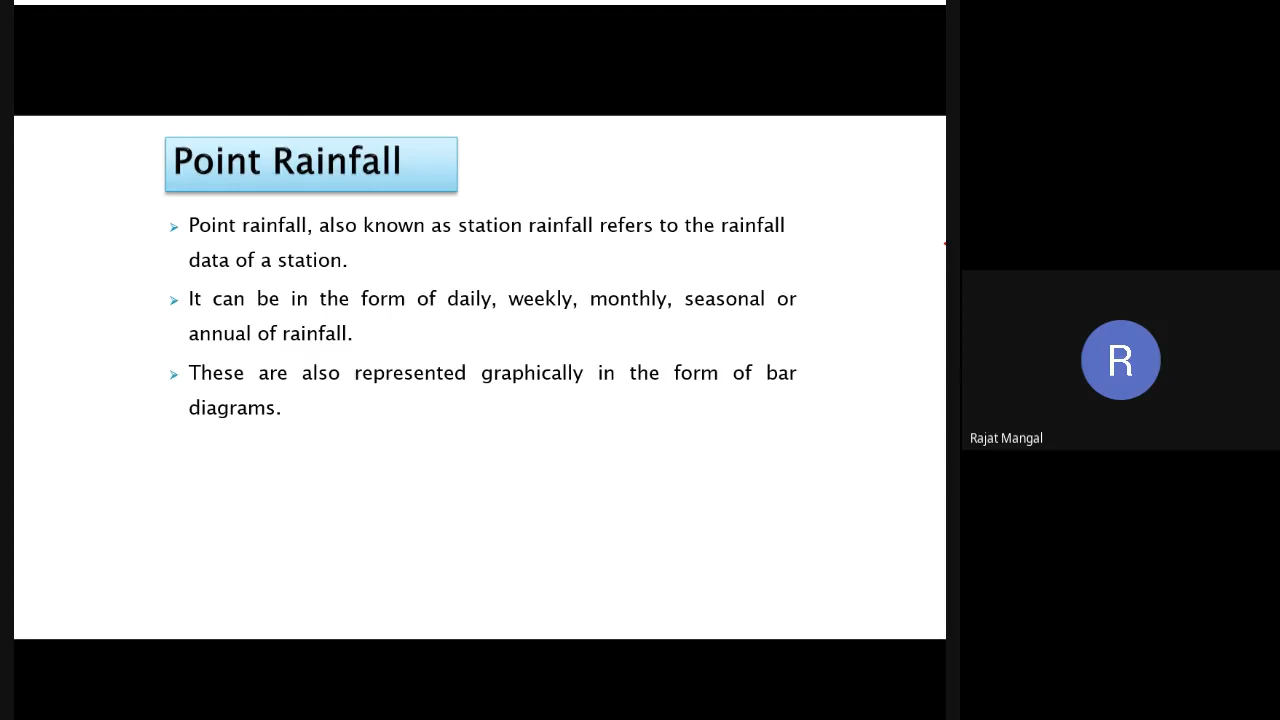 Point Rainfall
Point rainfall, also known as station rainfall refers to the rainfall
data of a station.
It can be in the form of daily, weekly, monthly, seasonal or
annual of rainfall.
These are also represented graphically in the form of bar
diagrams.
R
Rajat Mangal